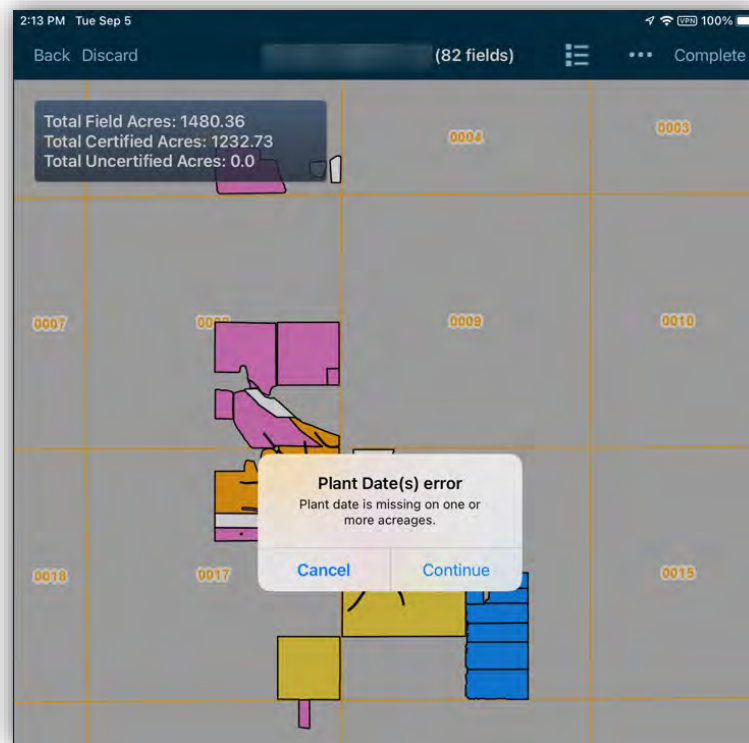 2:13 PM Tue Sep 5
VPN 100%
Back Discard (82 fields) Complete
Total Field Acres: 1480.36
Total Certified Acres: 1232.73
Total Uncertified Acres: 0.0
0004
0003
0007
0009
0010
Plant Date(s) error
Plant date is missing on one or
more acreages.
Cancel Continue
0018
0017
0015